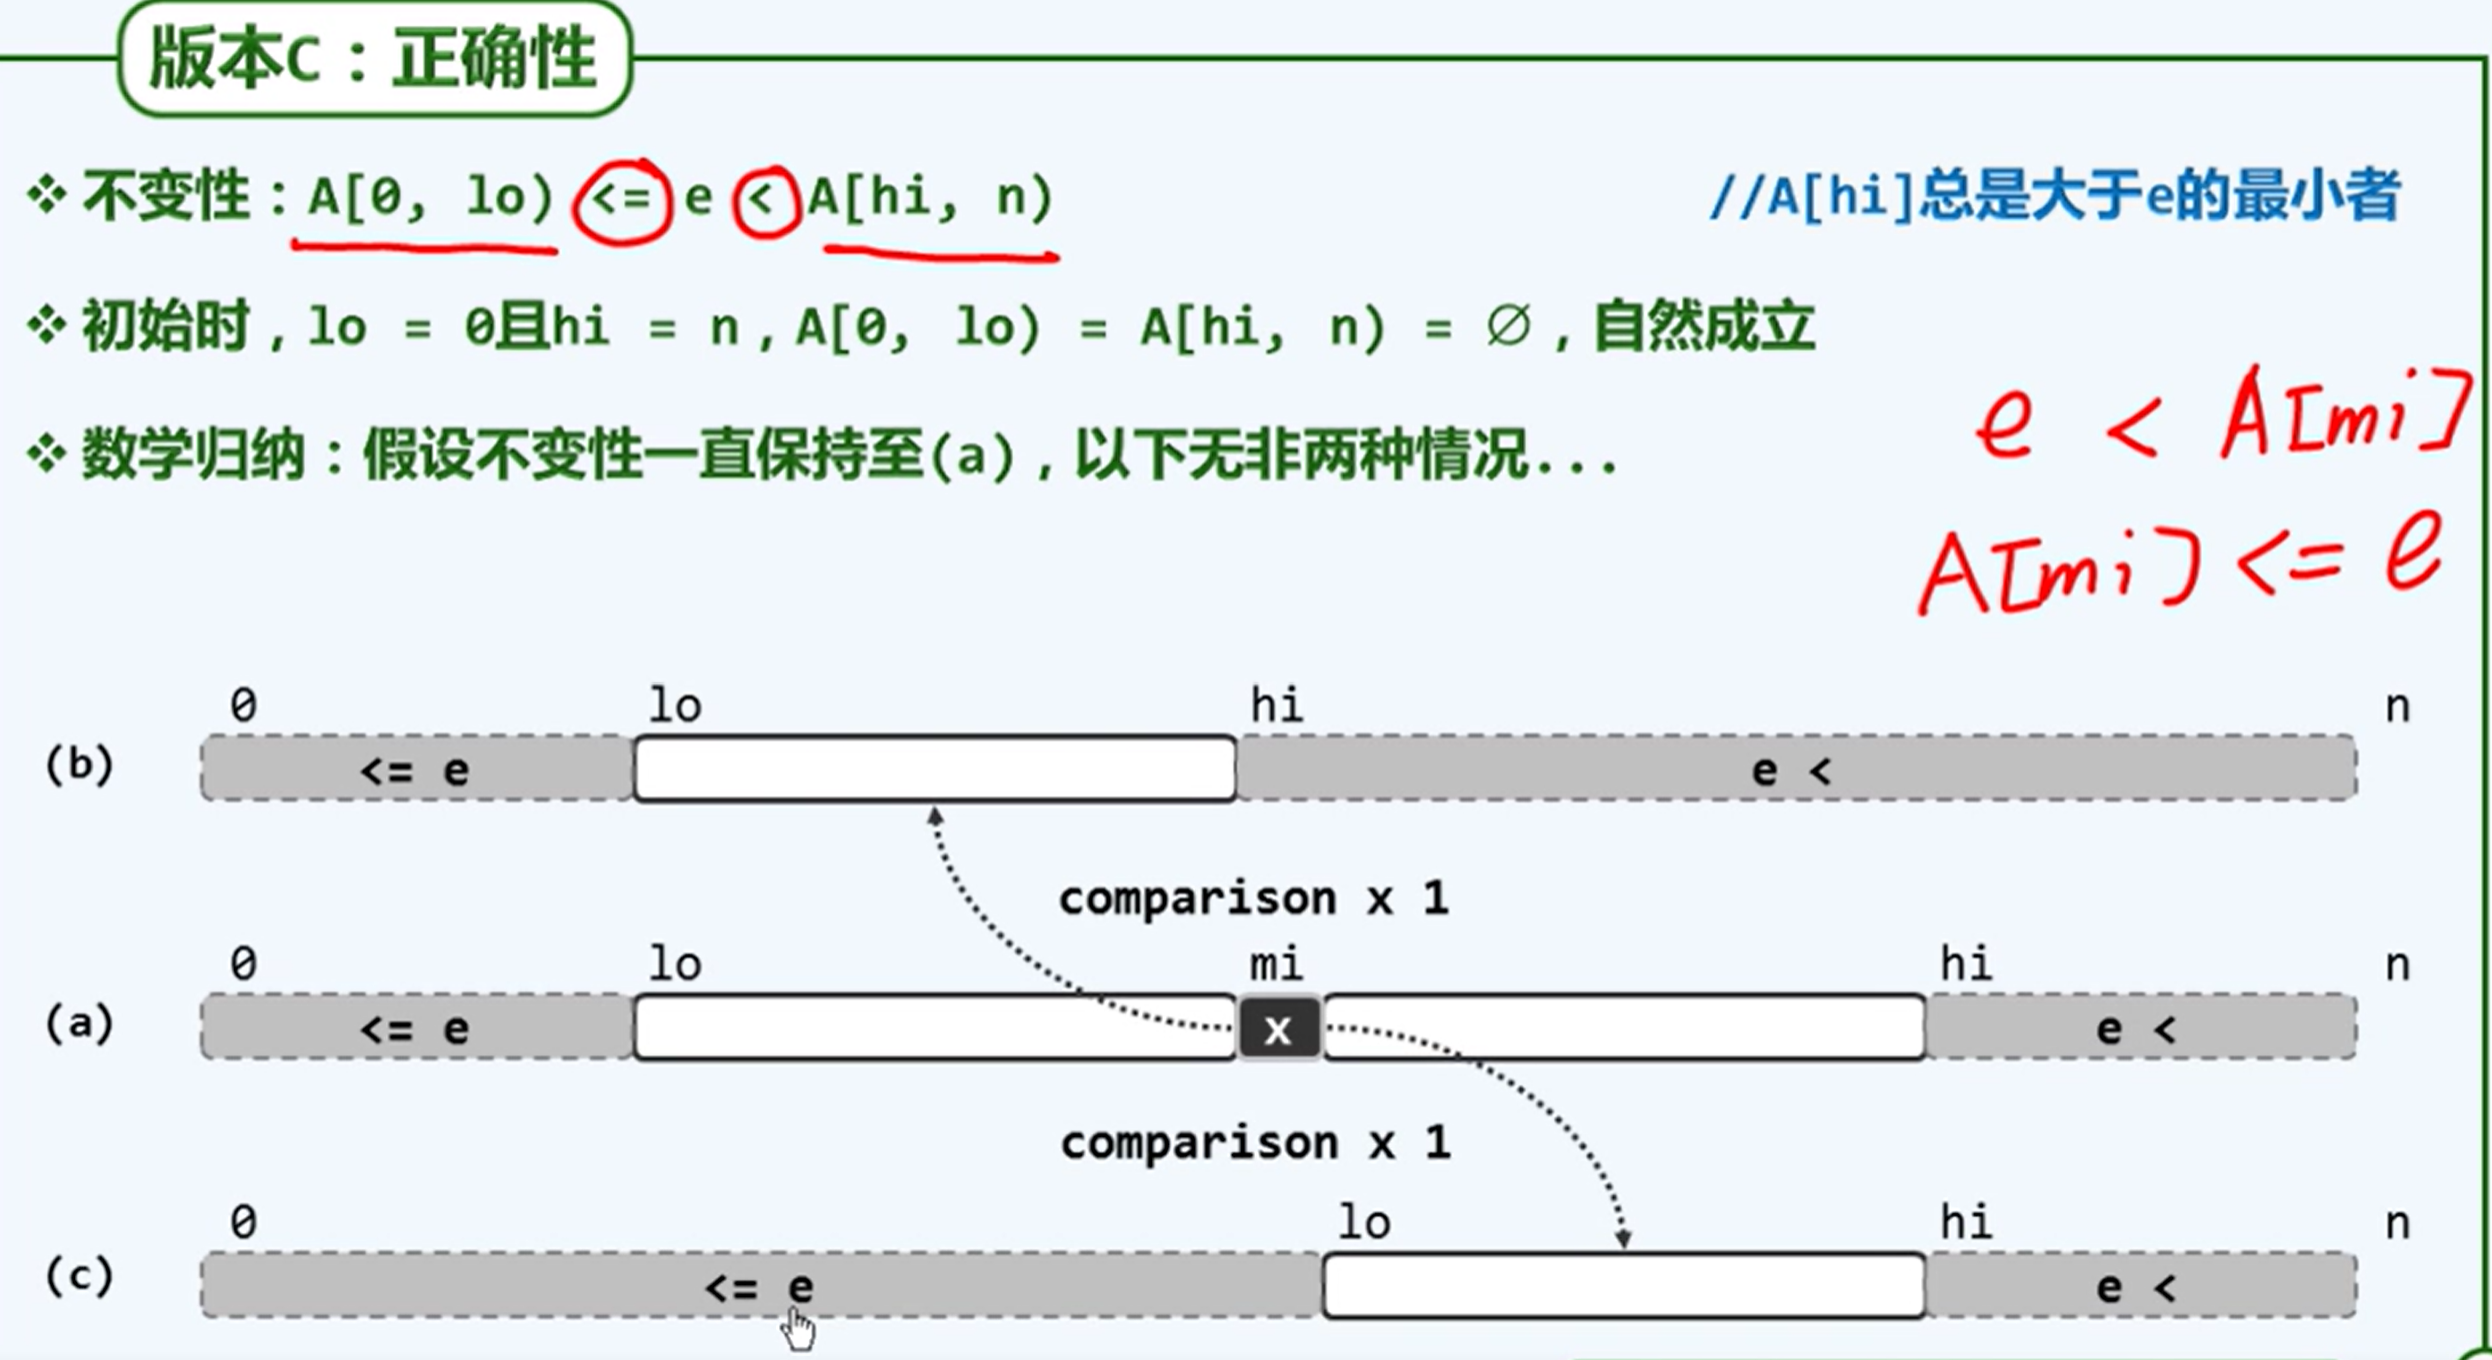 版本C：正确性
❖ 不变性：A[0, lo) <= e < A[hi, n) //A[hi]总是大于e的最小者
❖ 初始时，lo = 0且hi = n，A[0, lo) = A[hi, n) = ∅，自然成立
e < A[mi]
❖ 数学归纳：假设不变性一直保持至(a)，以下无非两种情况...
A[mi] <= e
0 lo hi n
(b) <= e e <
comparison x 1
0 lo mi hi n
(a) <= e x e <
comparison x 1
0 lo hi n
(c) <= e e <